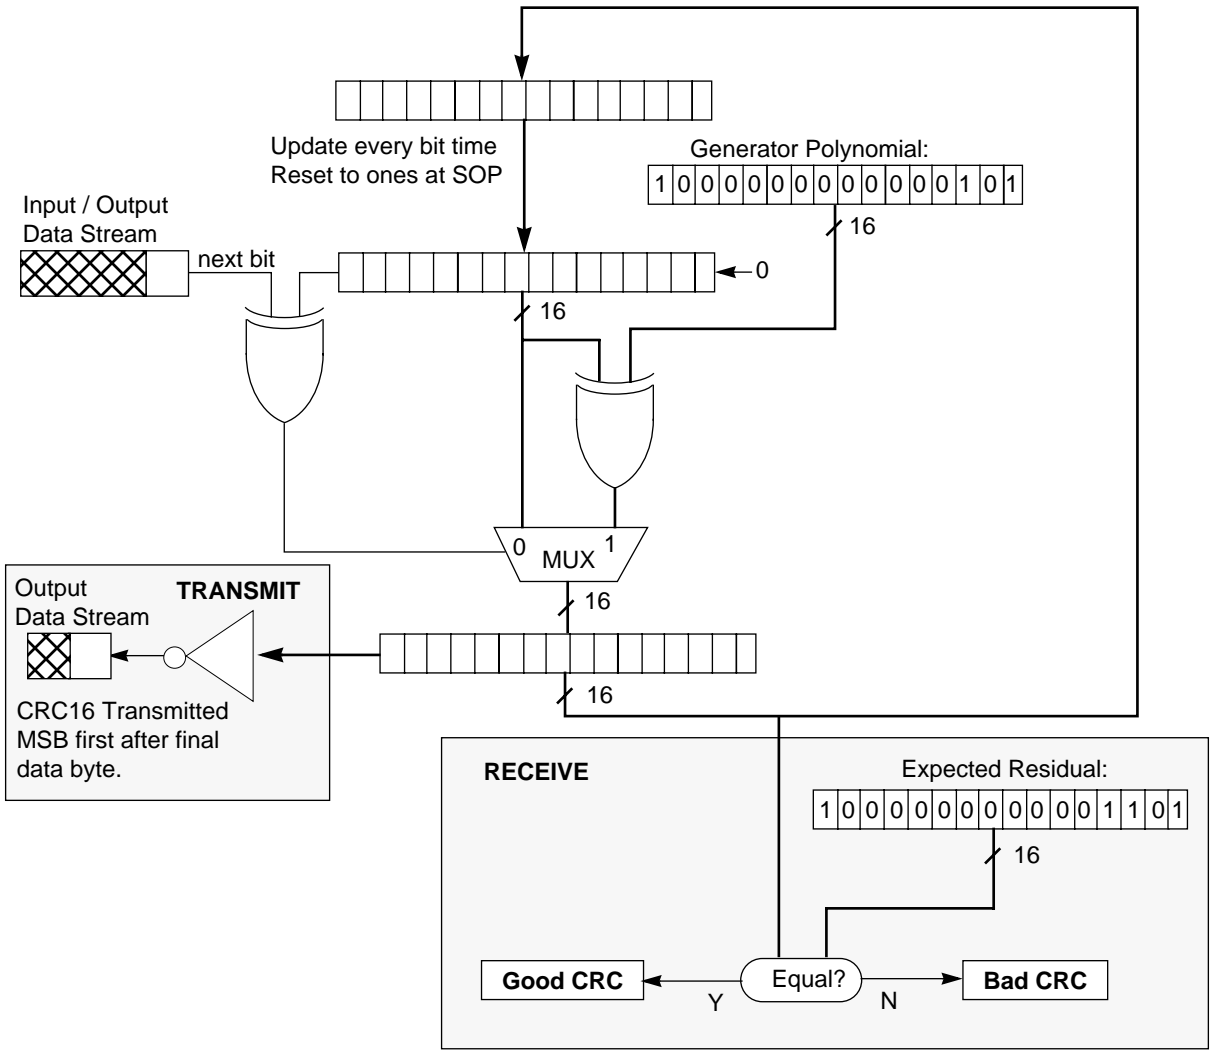 Update every bit time
Reset to ones at SOP
Generator Polynomial:
1 0 0 0 0 0 0 0 0 0 0 0 0 1 0 1
16
Input / Output
Data Stream
next bit
0
16
0
1
MUX
16
Output
Data Stream
TRANSMIT
16
CRC16 Transmitted
MSB first after final
data byte.
RECEIVE
Expected Residual:
1 0 0 0 0 0 0 0 0 0 0 0 1 1 0 1
16
Good CRC
Y
Equal?
N
Bad CRC